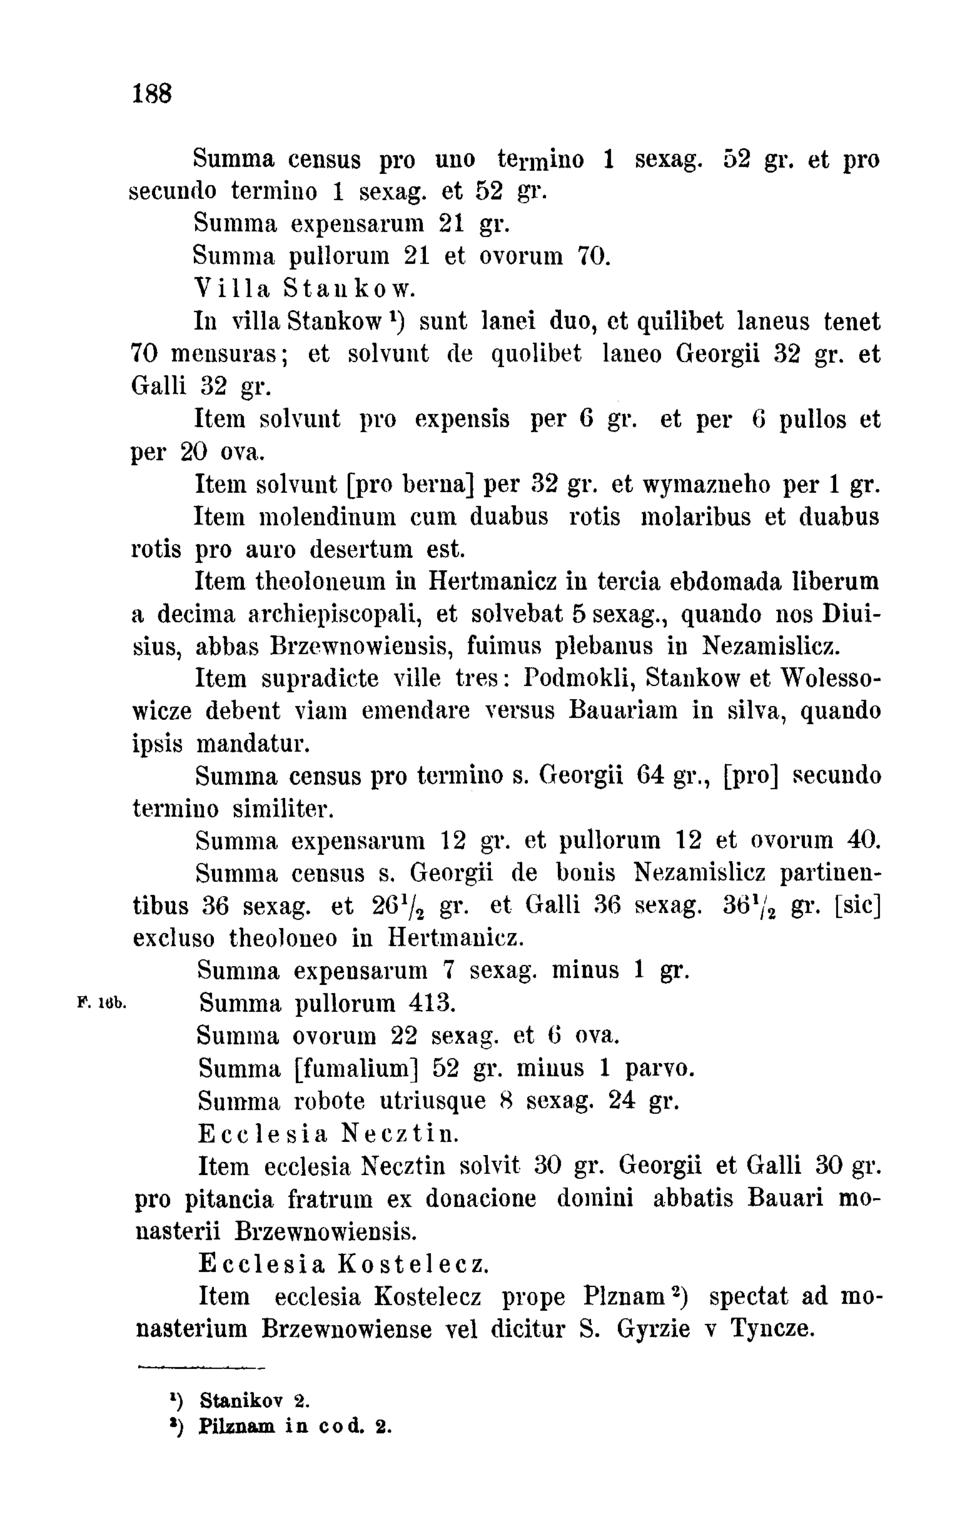 188
Summa census pro uno termino 1 sexag. 52 gr. et pro
secundo termino 1 sexag. et 52 gr.
Summa expensarum 21 gr.
Summa pullorum 21 et ovorum 70.
Villa Stankow.
In villa Stankow ¹) sunt lanei duo, et quilibet laneus tenet
70 mensuras; et solvunt de quolibet laneo Georgii 32 gr. et
Galli 32 gr.
Item solvunt pro expensis per 6 gr. et per 6 pullos et
per 20 ova.
Item solvunt [pro berna] per 32 gr. et wymazneho per 1 gr.
Item molendinum cum duabus rotis molaribus et duabus
rotis pro auro desertum est.
Item theoloneum in Hertmanicz in tercia ebdomada liberum
a decima archiepiscopali, et solvebat 5 sexag., quando nos Diui-
sius, abbas Brzewnowiensis, fuimus plebanus in Nezamislicz.
Item supradicte ville tres: Podmokli, Stankow et Wolesso-
wicze debent viam emendare versus Bauariam in silva, quando
ipsis mandatur.
Summa census pro termino s. Georgii 64 gr., [pro] secundo
termino similiter.
Summa expensarum 12 gr. et pullorum 12 et ovorum 40.
Summa census s. Georgii de bonis Nezamislicz partinen-
tibus 36 sexag. et 26¹/₂ gr. et Galli 36 sexag. 36¹/₂ gr. [sic]
excluso theoloneo in Hertmanicz.
Summa expensarum 7 sexag. minus 1 gr.
F. 16b. Summa pullorum 413.
Summa ovorum 22 sexag. et 6 ova.
Summa [fumalium] 52 gr. minus 1 parvo.
Summa robote utriusque 8 sexag. 24 gr.
Ecclesia Necztin.
Item ecclesia Necztin solvit 30 gr. Georgii et Galli 30 gr.
pro pitancia fratrum ex donacione domini abbatis Bauari mo-
nasterii Brzewnowiensis.
Ecclesia Kostelecz.
Item ecclesia Kostelecz prope Plznam ²) spectat ad mo-
nasterium Brzewnowiense vel dicitur S. Gyrzie v Tyncze.
¹) Stanikov 2.
²) Pilznam in cod. 2.